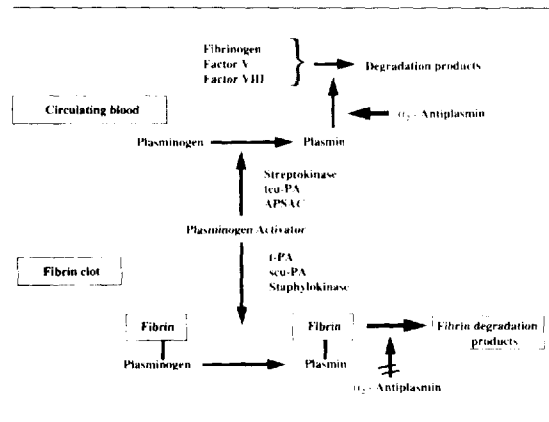 Fibrinogen
Factor V
Factor VIII
Degradation products
Circulating blood
α₂- Antiplasmin
Plasminogen
Plasmin
Streptokinase
tcu-PA
APSAC
Plasminogen Activator
t-PA
scu-PA
Staphylokinase
Fibrin clot
Fibrin
Fibrin
Fibrin degradation
products
Plasminogen
Plasmin
α₂- Antiplasmin